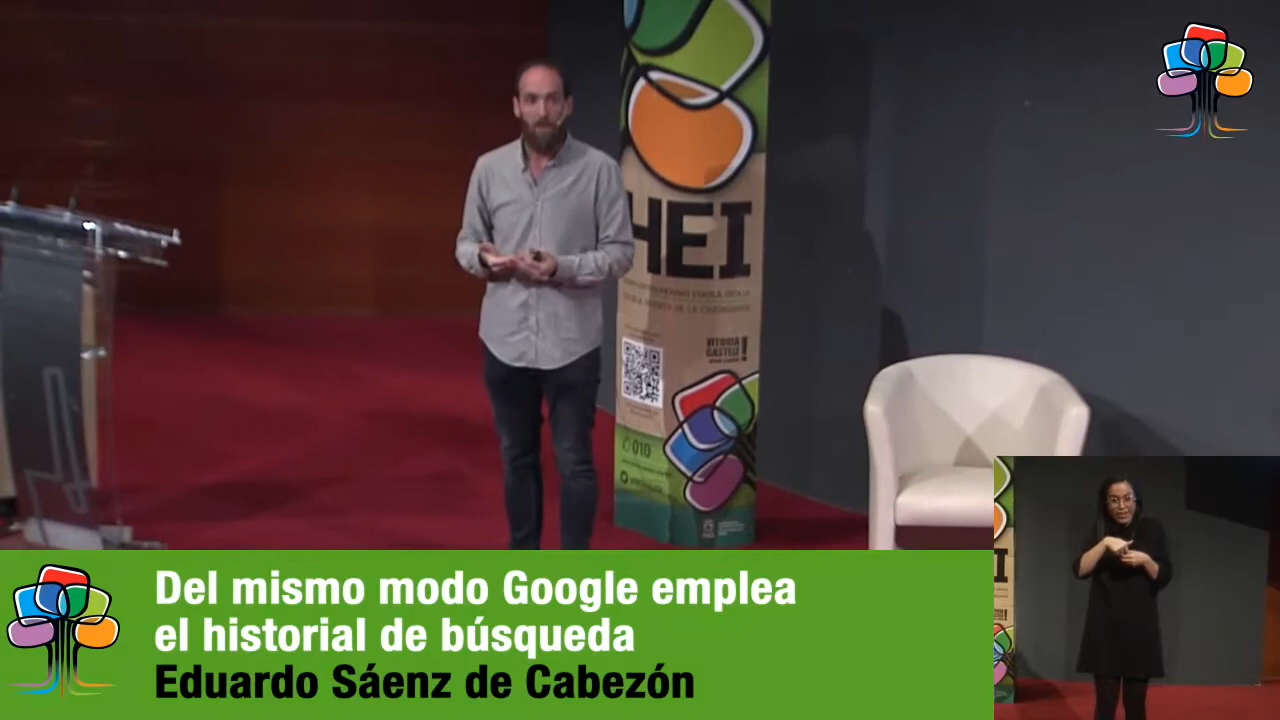 HEI
VITORIA
GASTEIZ
010
Del mismo modo Google emplea
el historial de búsqueda
Eduardo Sáenz de Cabezón